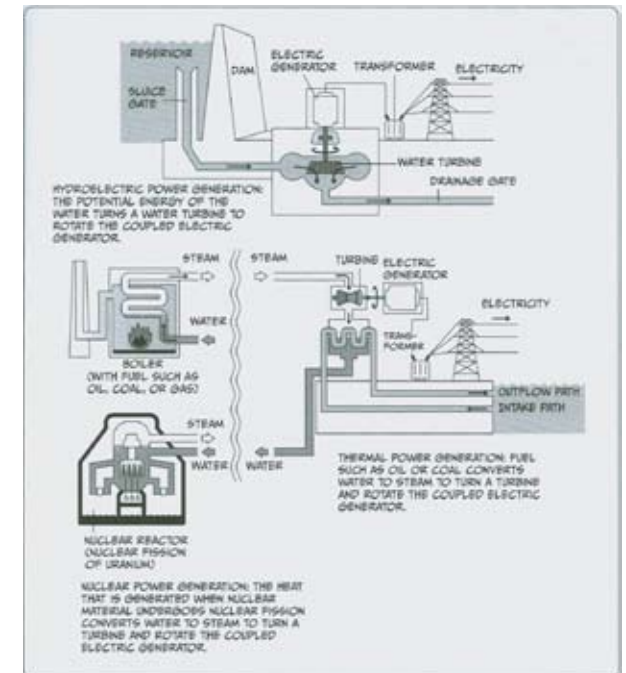 RESERVOIR
DAM
SLUICE
GATE
ELECTRIC
GENERATOR
TRANSFORMER
ELECTRICITY
WATER TURBINE
DRAINAGE GATE
HYDROELECTRIC POWER GENERATION:
THE POTENTIAL ENERGY OF THE
WATER TURNS A WATER TURBINE TO
ROTATE THE COUPLED ELECTRIC
GENERATOR.
STEAM
STEAM
TURBINE
ELECTRIC
GENERATOR
WATER
ELECTRICITY
TRANS-
FORMER
BOILER
(WITH FUEL SUCH AS
OIL, COAL, OR GAS)
OUTFLOW PATH
INTAKE PATH
STEAM
WATER
WATER
THERMAL POWER GENERATION: FUEL
SUCH AS OIL OR COAL CONVERTS
WATER TO STEAM TO TURN A TURBINE
AND ROTATE THE COUPLED ELECTRIC
GENERATOR.
NUCLEAR REACTOR
(NUCLEAR FISSION
OF URANIUM)
NUCLEAR POWER GENERATION: THE HEAT
THAT IS GENERATED WHEN NUCLEAR
MATERIAL UNDERGOES NUCLEAR FISSION
CONVERTS WATER TO STEAM TO TURN A
TURBINE AND ROTATE THE COUPLED
ELECTRIC GENERATOR.